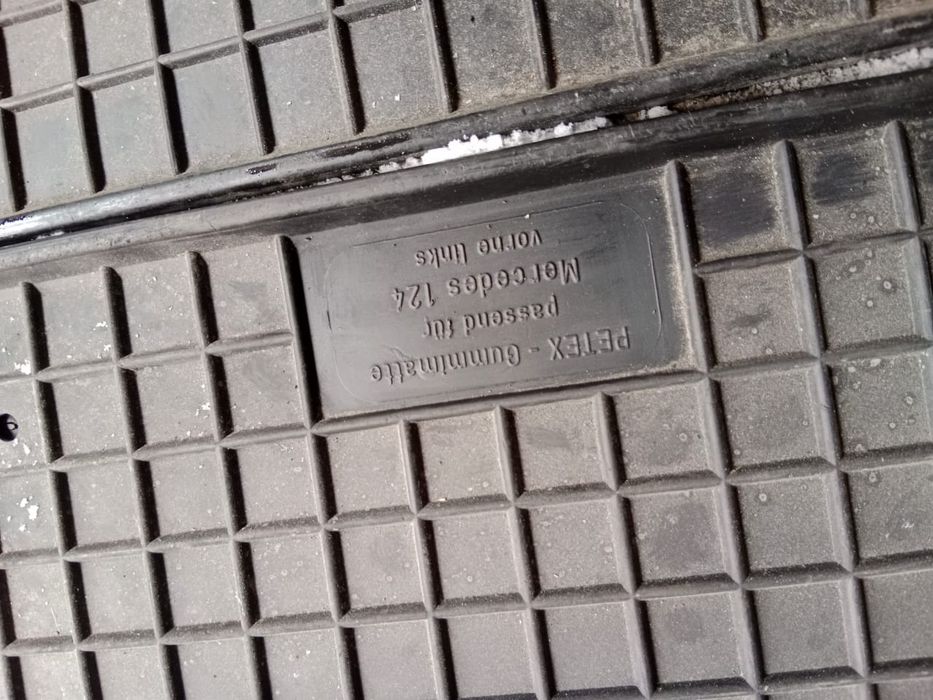 PETEX - Gummimatte
passend für
Mercedes 124
vorne links